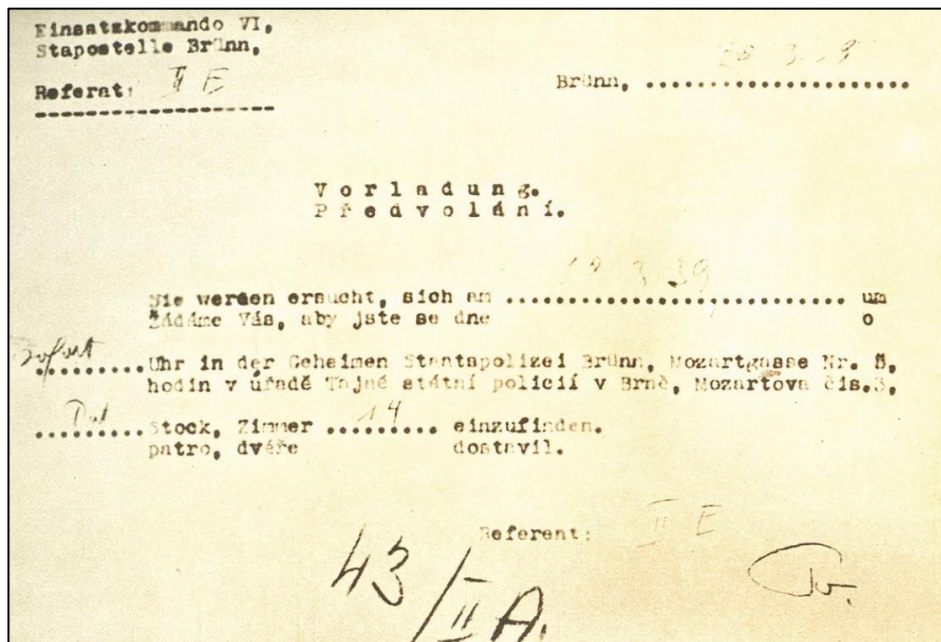 Einsatzkommando VI,
Stapostelle Brünn,
Referat: II E
Brünn, ....................
Vorladung.
Předvolání.
Sie werden ersucht, sich am .......................... um
Žádáme Vás, aby jste se dne o
sofort
.........Uhr in der Geheimen Staatspolizei Brünn, Mozartgasse Nr. 3,
hodin v úřadě Tajné státní policií v Brně, Mozartova čis.3,
.........Stock, Zimmer 14 ......... einzufinden.
patro, dvéře dostavil.
Referent: II E
43/II A.